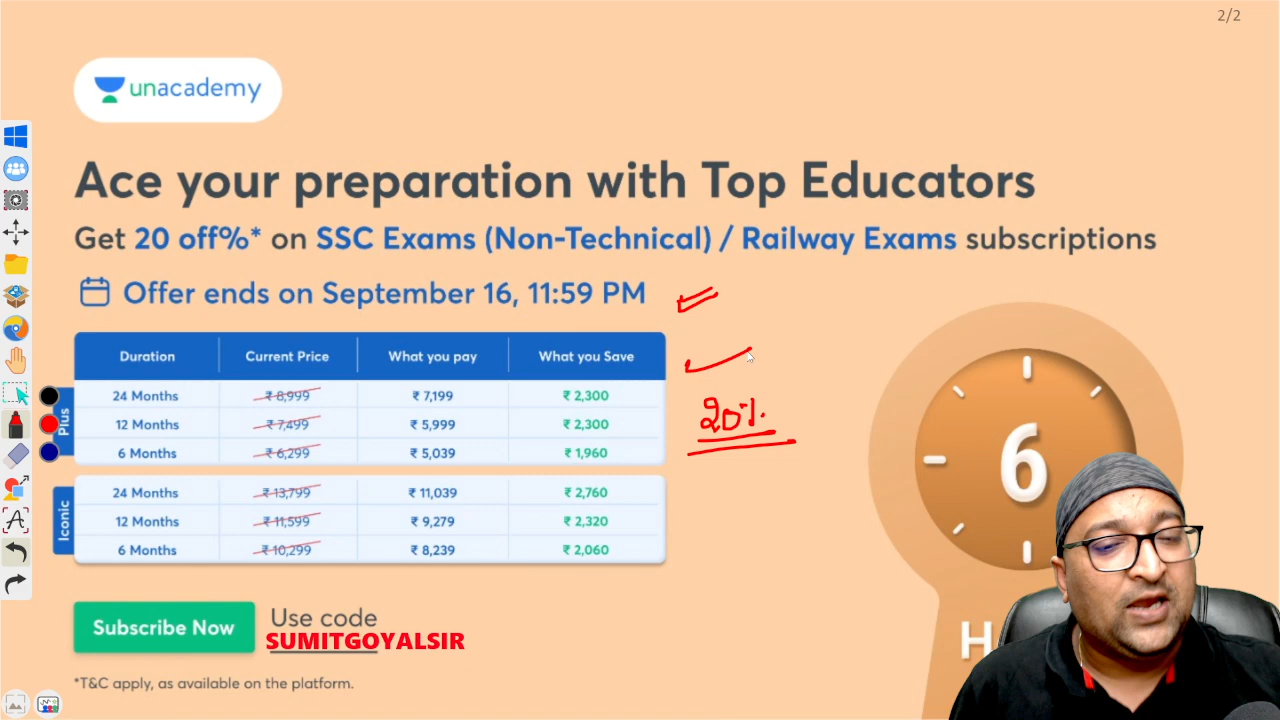 2/2
unacademy
Ace your preparation with Top Educators
Get 20 off%* on SSC Exams (Non-Technical) / Railway Exams subscriptions
Offer ends on September 16, 11:59 PM
Duration Current Price What you pay What you Save
Plus
24 Months ₹ 8,999 ₹ 7,199 ₹ 2,300
12 Months ₹ 7,499 ₹ 5,999 ₹ 2,300
6 Months ₹ 6,299 ₹ 5,039 ₹ 1,960
20%.
Iconic
24 Months ₹ 13,799 ₹ 11,039 ₹ 2,760
12 Months ₹ 11,599 ₹ 9,279 ₹ 2,320
6 Months ₹ 10,299 ₹ 8,239 ₹ 2,060
6
Subscribe Now
Use code
SUMITGOYALSIR
*T&C apply, as available on the platform.